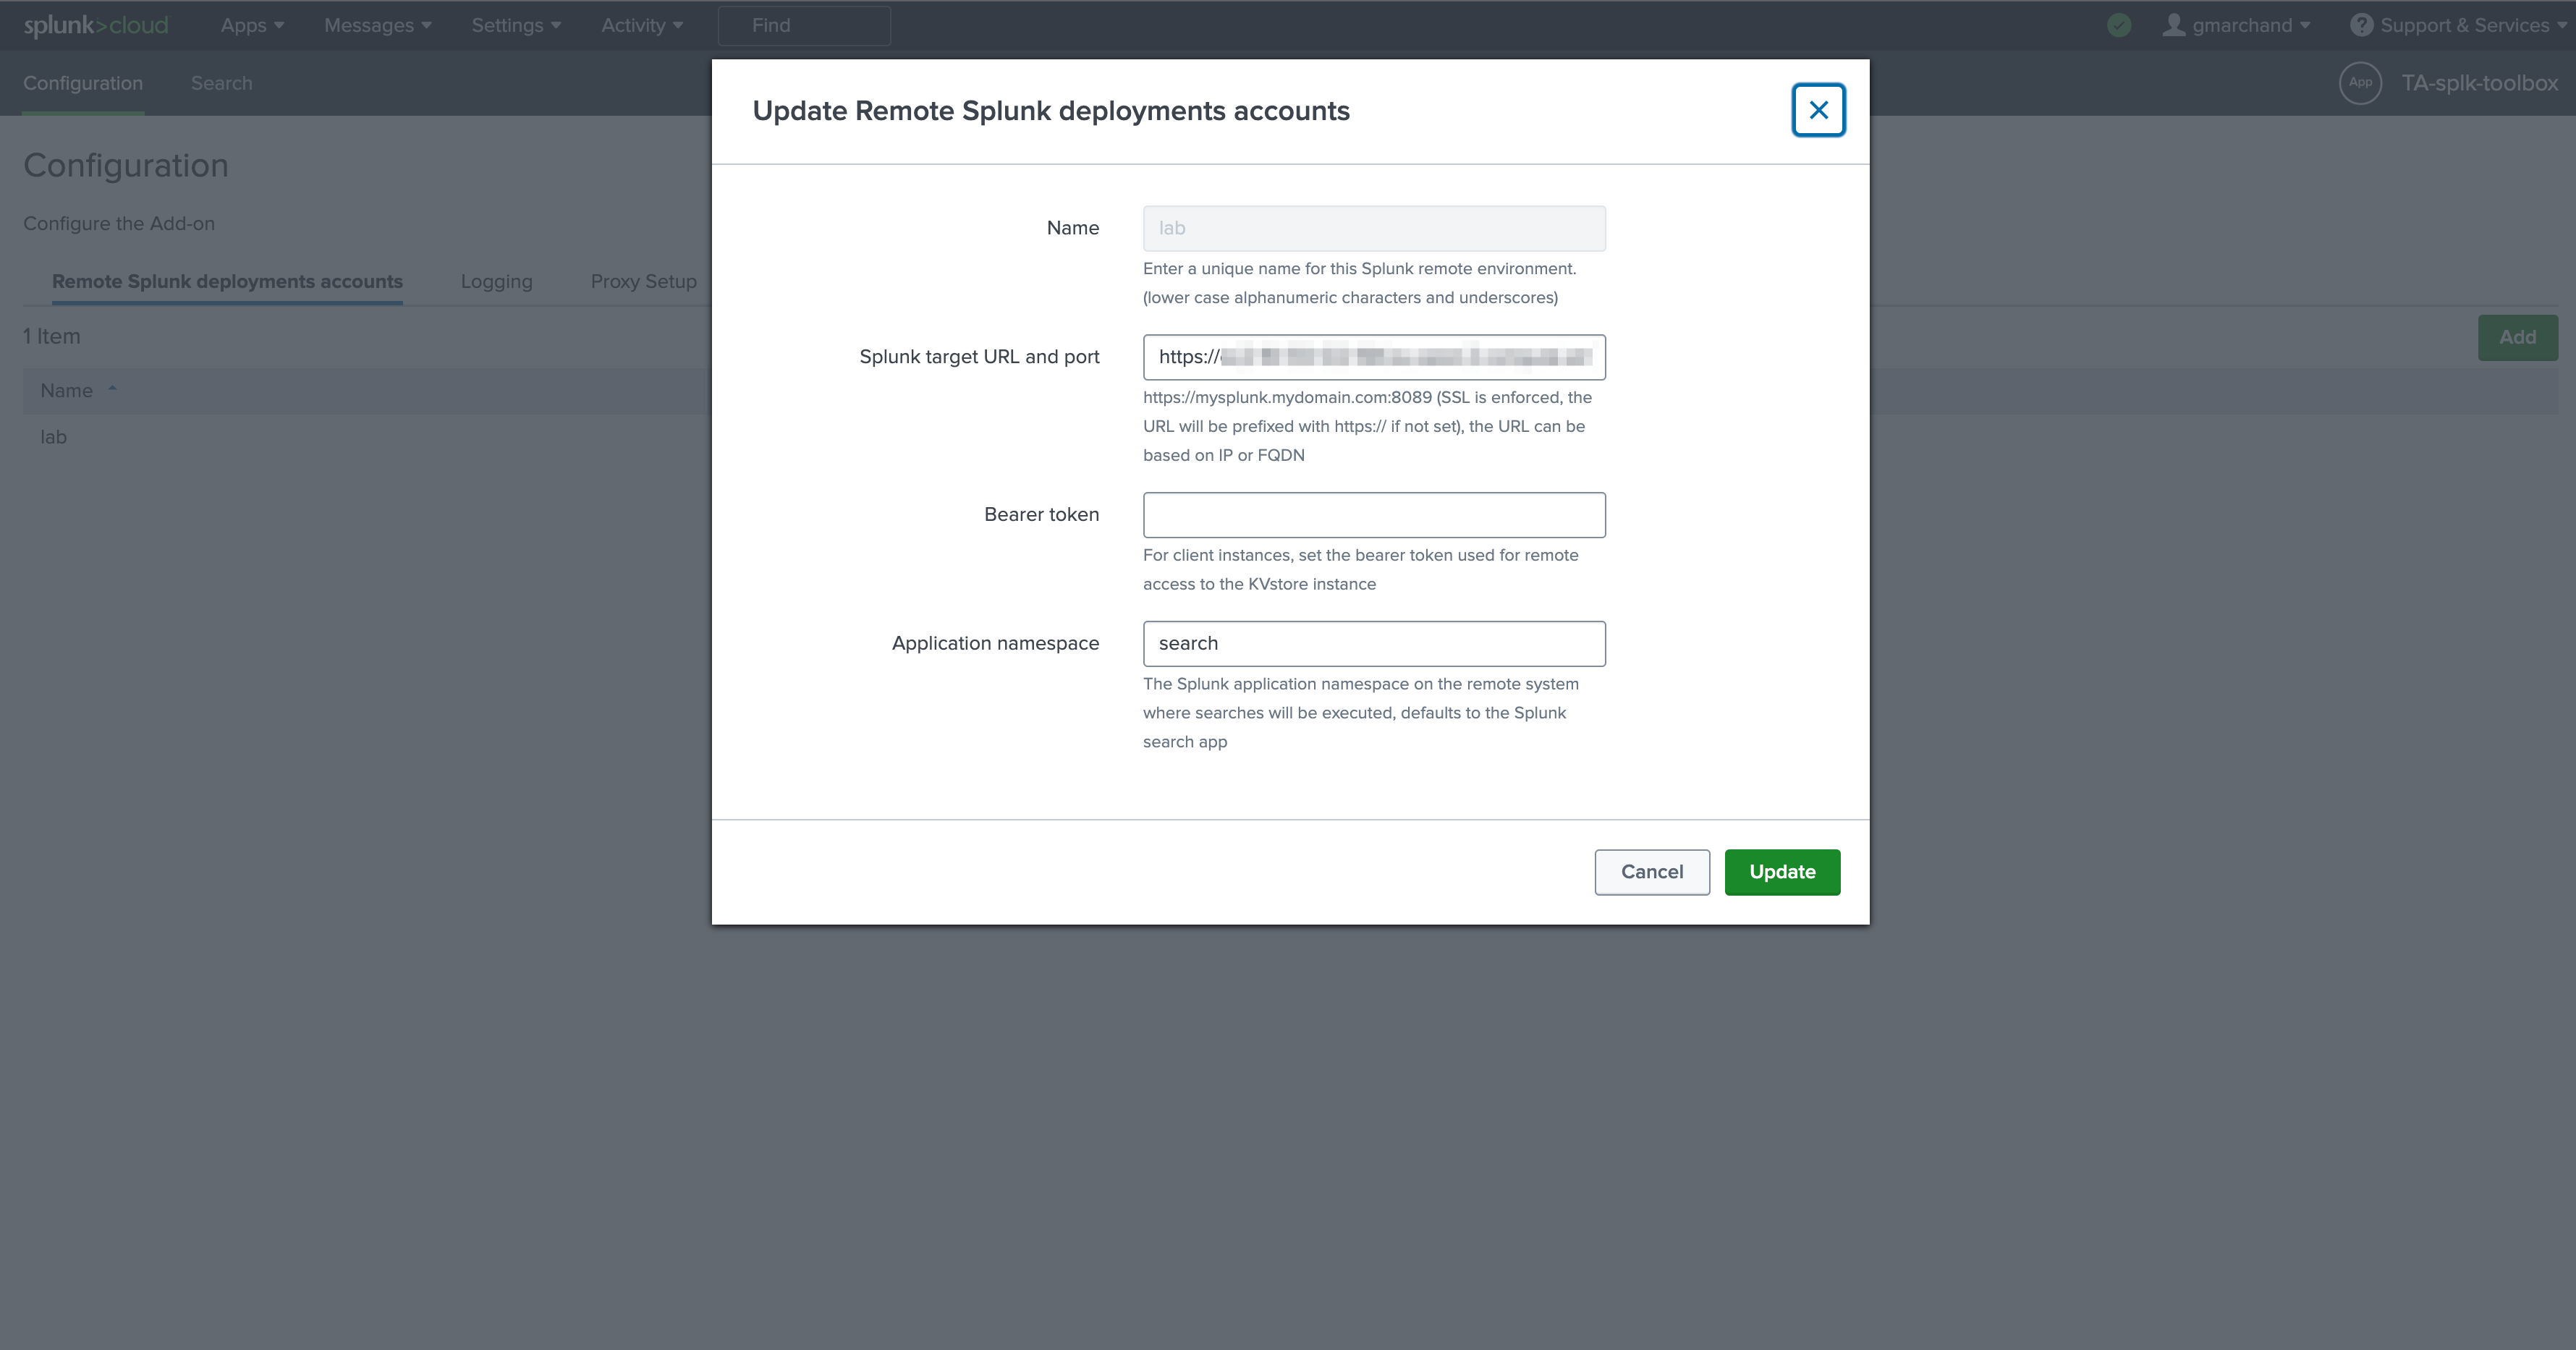 splunk>cloud Apps Messages Settings Activity Find gmarchand ? Support & Services
Configuration Search App TA-splk-toolbox
Configuration
Configure the Add-on
Remote Splunk deployments accounts Logging Proxy Setup
1 Item
Add
Name
lab
Update Remote Splunk deployments accounts
Name
lab
Enter a unique name for this Splunk remote environment.
(lower case alphanumeric characters and underscores)
Splunk target URL and port
https://
https://mysplunk.mydomain.com:8089 (SSL is enforced, the
URL will be prefixed with https:// if not set), the URL can be
based on IP or FQDN
Bearer token
For client instances, set the bearer token used for remote
access to the KVstore instance
Application namespace
search
The Splunk application namespace on the remote system
where searches will be executed, defaults to the Splunk
search app
Cancel
Update